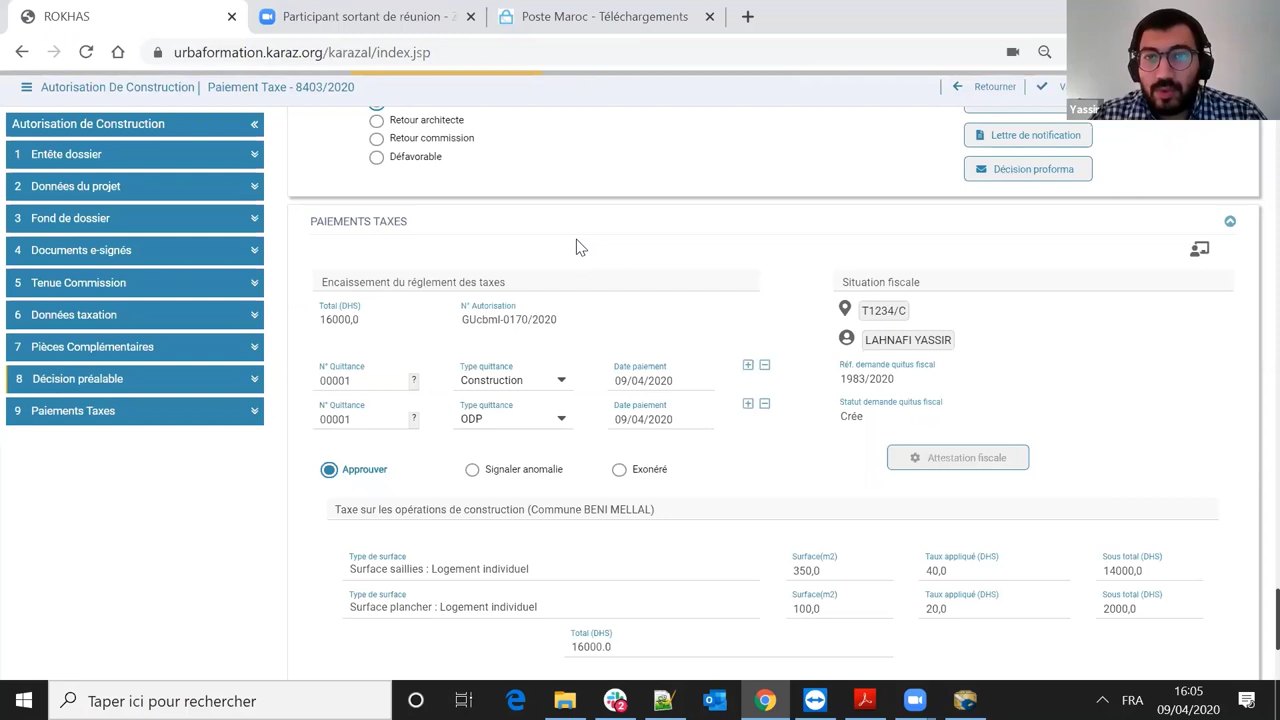 ROKHAS
Participant sortant de réunion - Z
Poste Maroc - Téléchargements
urbaformation.karaz.org/karazal/index.jsp
Autorisation De Construction | Paiement Taxe - 8403/2020
Retourner
Yassir
Autorisation de Construction
1 Entête dossier
2 Données du projet
3 Fond de dossier
4 Documents e-signés
5 Tenue Commission
6 Données taxation
7 Pièces Complémentaires
8 Décision préalable
9 Paiements Taxes
Retour architecte
Retour commission
Défavorable
Lettre de notification
Décision proforma
PAIEMENTS TAXES
Encaissement du réglement des taxes
Total (DHS) N° Autorisation
16000,0 GUcbml-0170/2020
N° Quittance Type quittance Date paiement
00001 ? Construction 09/04/2020
N° Quittance Type quittance Date paiement
00001 ? ODP 09/04/2020
Approuver Signaler anomalie Exonéré
Situation fiscale
T1234/C
LAHNAFI YASSIR
Réf. demande quitus fiscal
1983/2020
Statut demande quitus fiscal
Crée
Attestation fiscale
Taxe sur les opérations de construction (Commune BENI MELLAL)
Type de surface Surface(m2) Taux appliqué (DHS) Sous total (DHS)
Surface saillies : Logement individuel 350,0 40,0 14000,0
Type de surface Surface(m2) Taux appliqué (DHS) Sous total (DHS)
Surface plancher : Logement individuel 100,0 20,0 2000,0
Total (DHS)
16000.0
Taper ici pour rechercher
2
FRA
16:05
09/04/2020